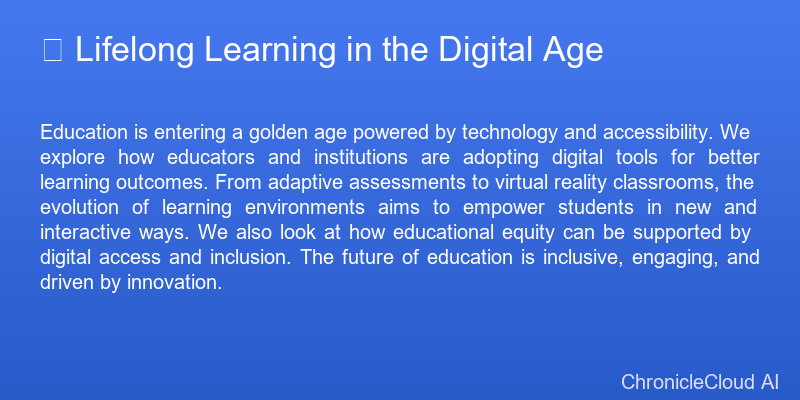 Lifelong Learning in the Digital Age
Education is entering a golden age powered by technology and accessibility. We
explore how educators and institutions are adopting digital tools for better
learning outcomes. From adaptive assessments to virtual reality classrooms, the
evolution of learning environments aims to empower students in new and
interactive ways. We also look at how educational equity can be supported by
digital access and inclusion. The future of education is inclusive, engaging, and
driven by innovation.
ChronicleCloud AI